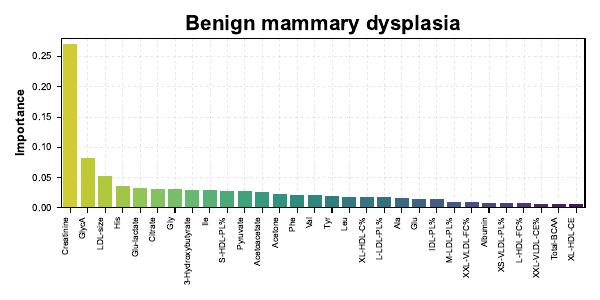 Benign mammary dysplasia
Importance
0.25
0.20
0.15
0.10
0.05
0.00
Creatinine
GlycA
LDL-size
His
Glu-lactate
Citrate
Gly
3-Hydroxybutyrate
Ile
S-HDL-PL%
Pyruvate
Acetoacetate
Acetone
Phe
Val
Tyr
Leu
XL-HDL-C%
L-LDL-PL%
Ala
Glu
IDL-PL%
M-LDL-PL%
XXL-VLDL-FC%
Albumin
XS-VLDL-PL%
L-HDL-FC%
XXL-VLDL-CE%
Total-BCAA
XL-HDL-CE